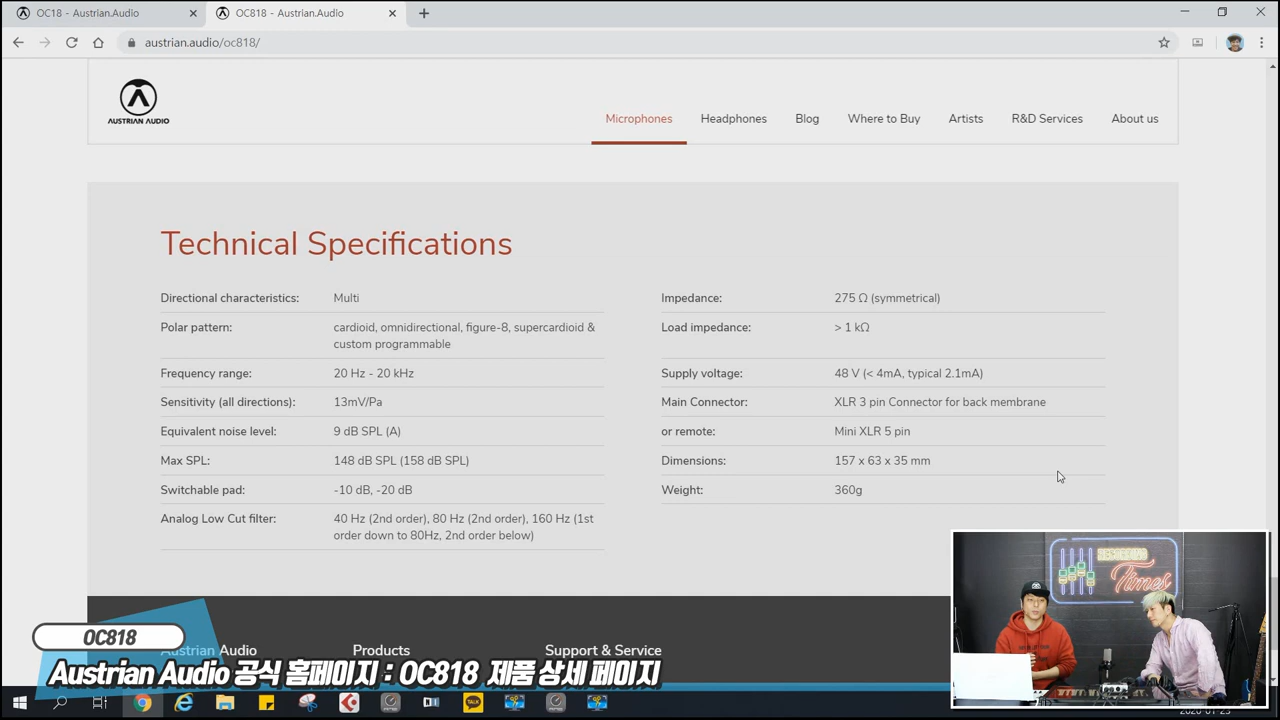 OC18 - Austrian.Audio
OC818 - Austrian.Audio
austrian.audio/oc818/
AUSTRIAN AUDIO
Microphones
Headphones
Blog
Where to Buy
Artists
R&D Services
About us
Technical Specifications
Directional characteristics: Multi
Polar pattern: cardioid, omnidirectional, figure-8, supercardioid &
custom programmable
Frequency range: 20 Hz - 20 kHz
Sensitivity (all directions): 13mV/Pa
Equivalent noise level: 9 dB SPL (A)
Max SPL: 148 dB SPL (158 dB SPL)
Switchable pad: -10 dB, -20 dB
Analog Low Cut filter: 40 Hz (2nd order), 80 Hz (2nd order), 160 Hz (1st
order down to 80Hz, 2nd order below)
Impedance: 275 Ω (symmetrical)
Load impedance: > 1 kΩ
Supply voltage: 48 V (< 4mA, typical 2.1mA)
Main Connector: XLR 3 pin Connector for back membrane
or remote: Mini XLR 5 pin
Dimensions: 157 x 63 x 35 mm
Weight: 360g
RECORDING
Times
Austrian Audio
Products
Support & Service
OC818
Austrian Audio 공식 홈페이지 : OC818 제품 상세 페이지
TALK